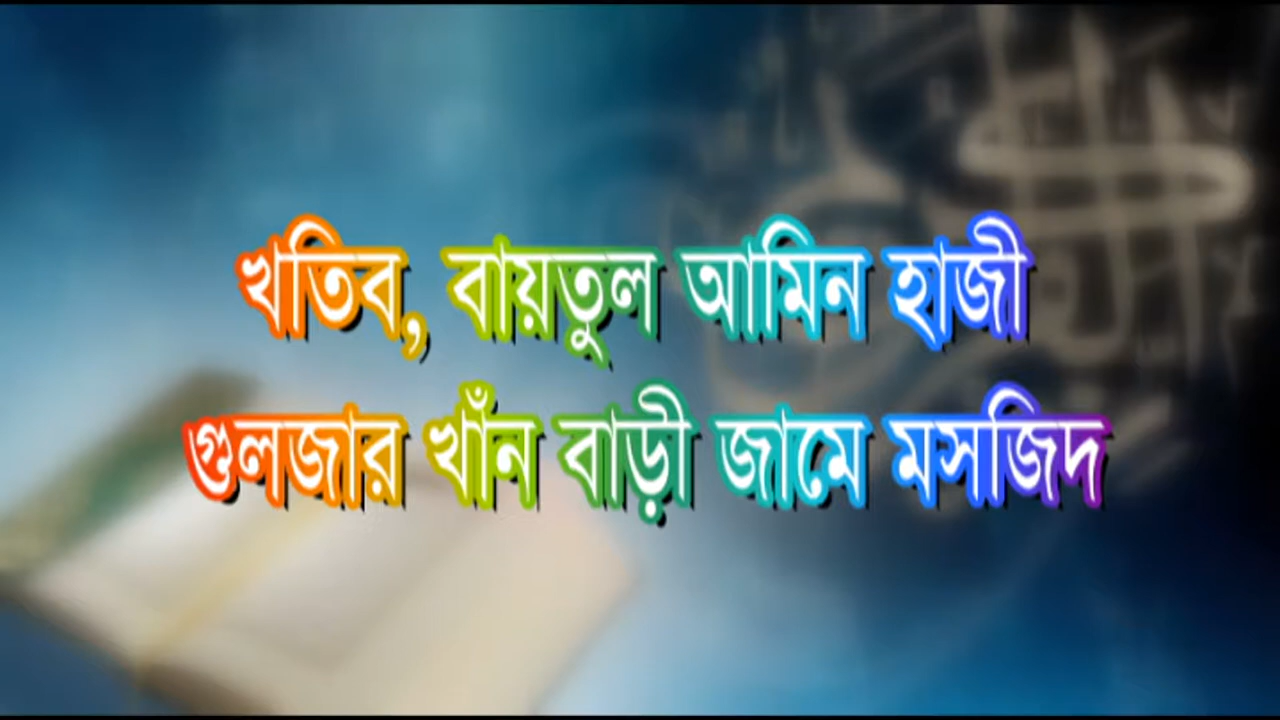 খতিব, বায়তুল আমিন হাজী
গুলজার খাঁন বাড়ী জামে মসজিদ